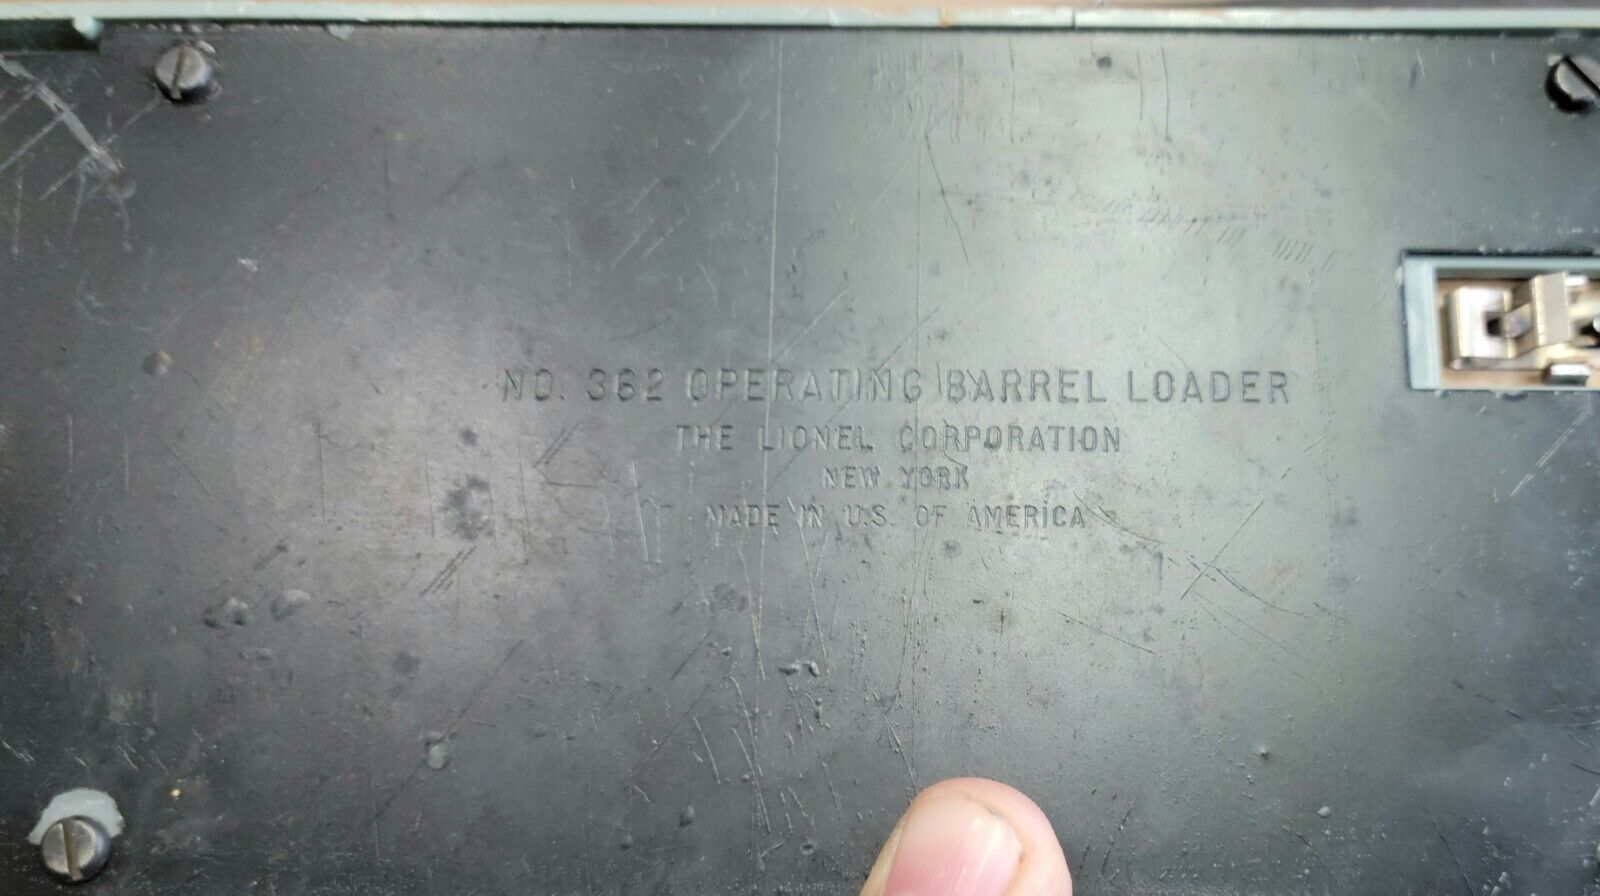 NO. 362 OPERATING BARREL LOADER
THE LIONEL CORPORATION
NEW YORK
MADE IN U.S. OF AMERICA